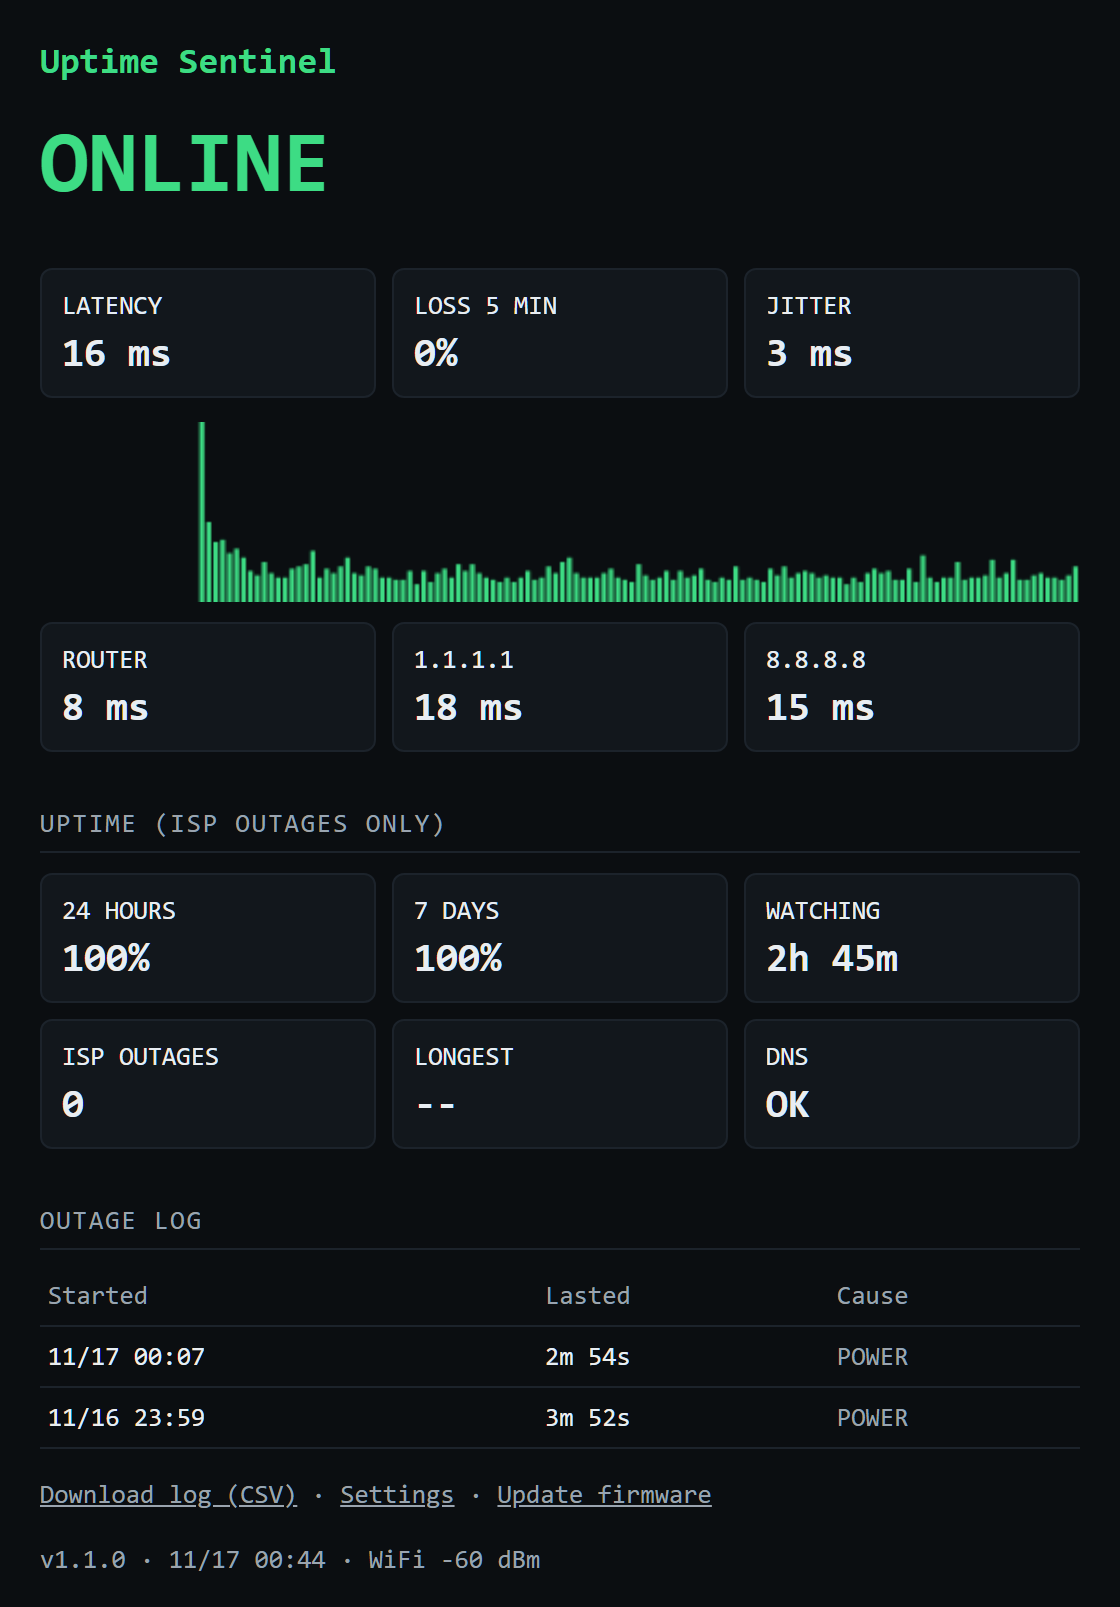 Uptime Sentinel
ONLINE
LATENCY LOSS 5 MIN JITTER
16 ms 0% 3 ms
ROUTER 1.1.1.1 8.8.8.8
8 ms 18 ms 15 ms
UPTIME (ISP OUTAGES ONLY)
24 HOURS 7 DAYS WATCHING
100% 100% 2h 45m
ISP OUTAGES LONGEST DNS
0 -- OK
OUTAGE LOG
Started Lasted Cause
11/17 00:07 2m 54s POWER
11/16 23:59 3m 52s POWER
Download log (CSV) · Settings · Update firmware
v1.1.0 · 11/17 00:44 · WiFi -60 dBm